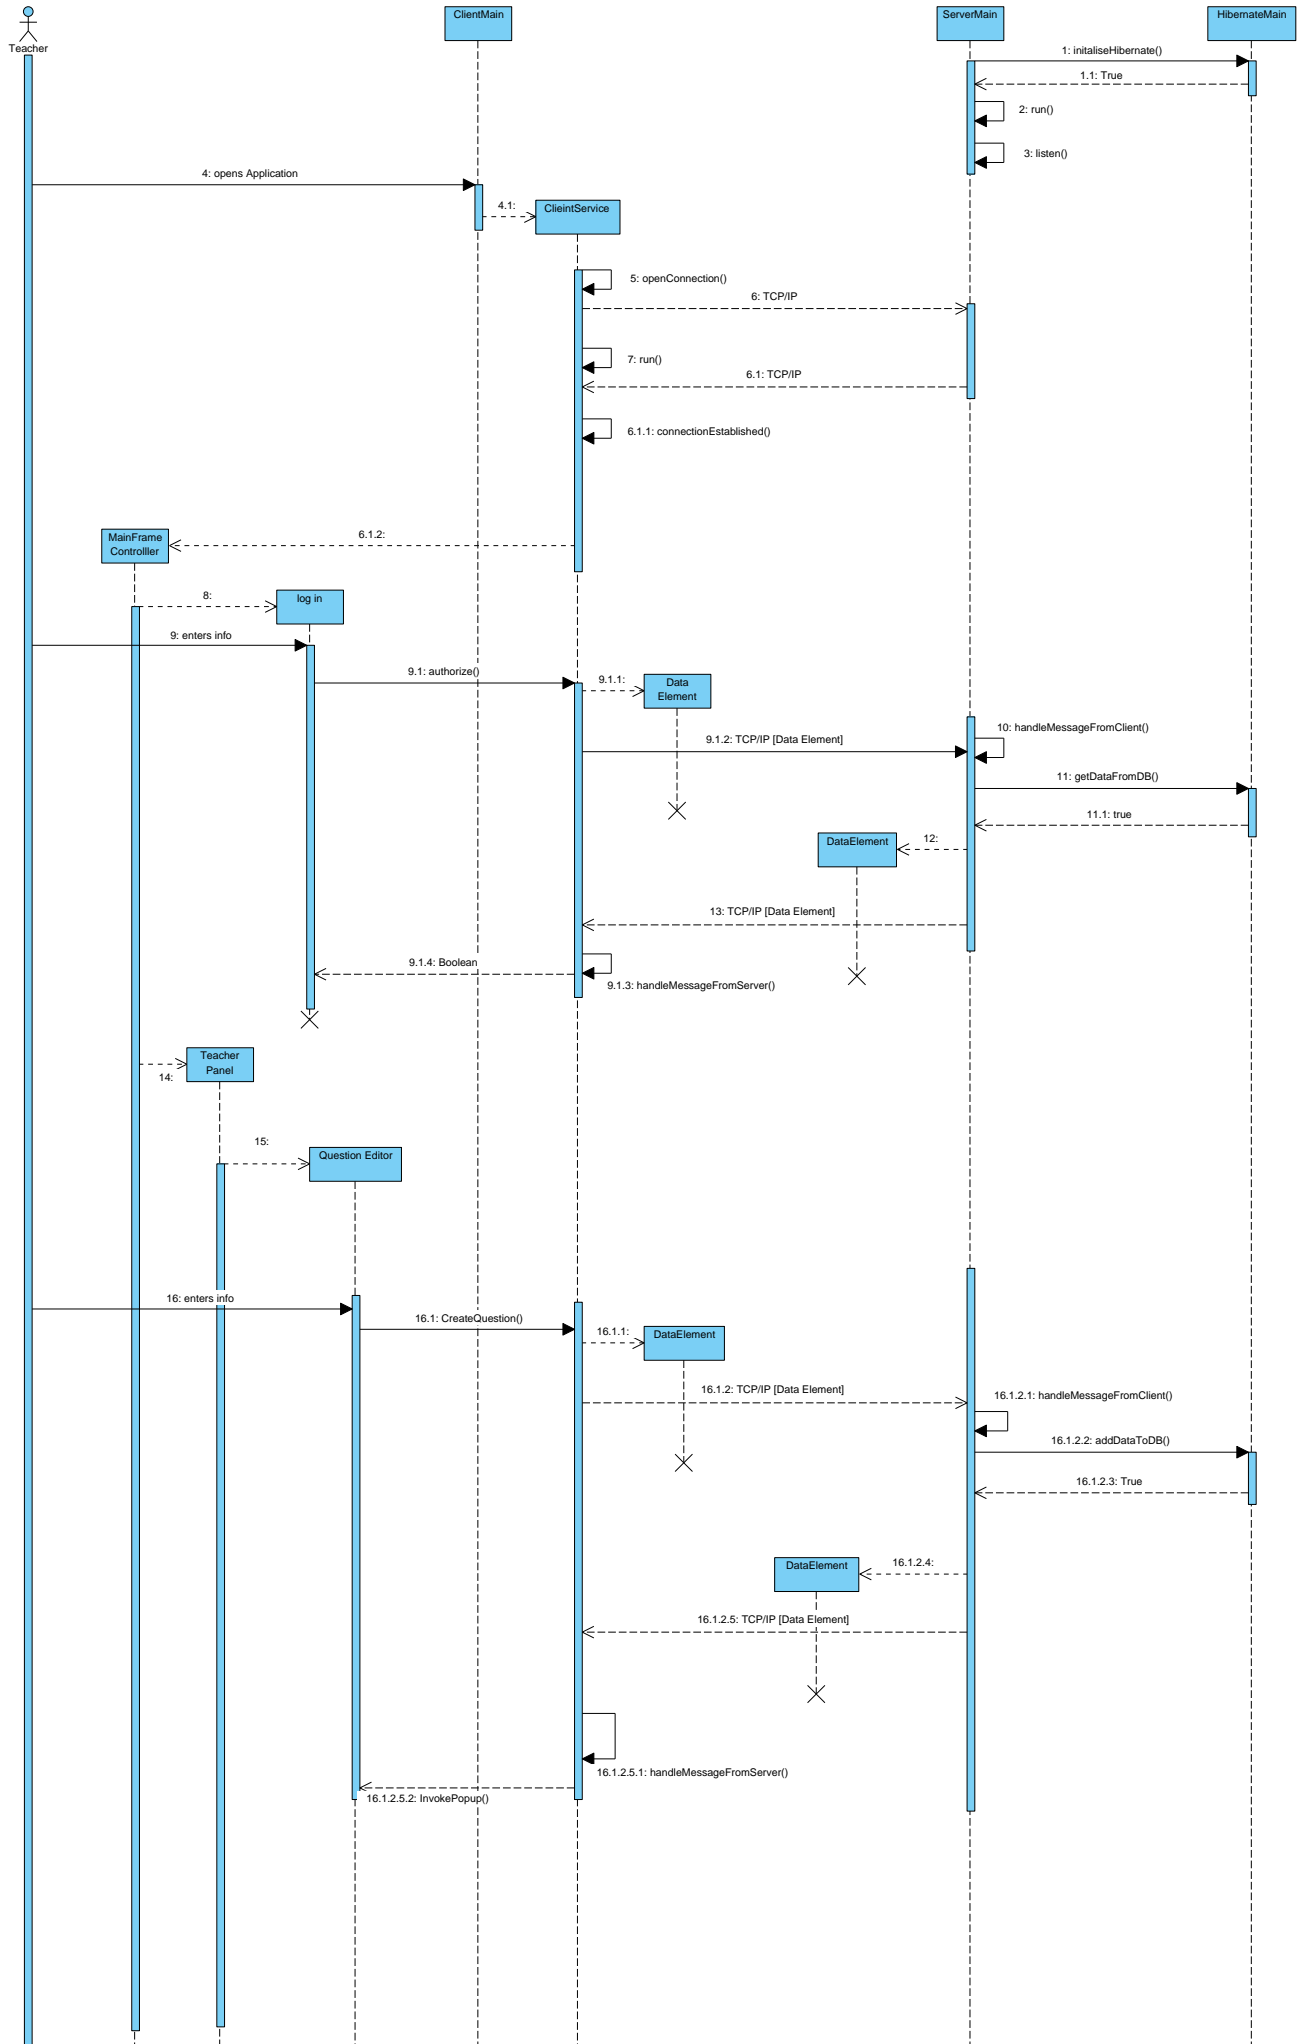 Teacher
ClientMain
ServerMain
HibernateMain
1: initaliseHibernate()
1.1: True
2: run()
3: listen()
4: opens Application
4.1:
ClieintService
5: openConnection()
6: TCP/IP
7: run()
6.1: TCP/IP
6.1.1: connectionEstablished()
MainFrame
Controlller
6.1.2:
8:
log in
9: enters info
9.1: authorize()
9.1.1:
Data
Element
9.1.2: TCP/IP [Data Element]
10: handleMessageFromClient()
11: getDataFromDB()
11.1: true
DataElement
12:
13: TCP/IP [Data Element]
9.1.4: Boolean
9.1.3: handleMessageFromServer()
Teacher
Panel
14:
15:
Question Editor
16: enters info
16.1: CreateQuestion()
16.1.1:
DataElement
16.1.2: TCP/IP [Data Element]
16.1.2.1: handleMessageFromClient()
16.1.2.2: addDataToDB()
16.1.2.3: True
DataElement
16.1.2.4:
16.1.2.5: TCP/IP [Data Element]
16.1.2.5.1: handleMessageFromServer()
16.1.2.5.2: InvokePopup()